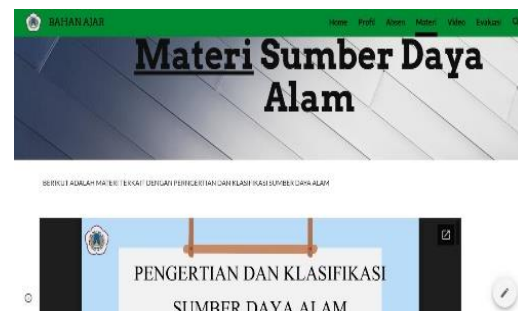 BAHAN AJAR
Home Profil Absen Materi Video Evaluasi
Materi Sumber Daya
Alam
BERIKUT ADALAH MATERI TERKAIT DENGAN PERNGERTIAN DAN KLASIFIKASI SUMBER DAYA ALAM
PENGERTIAN DAN KLASIFIKASI
SUMBER DAYA ALAM